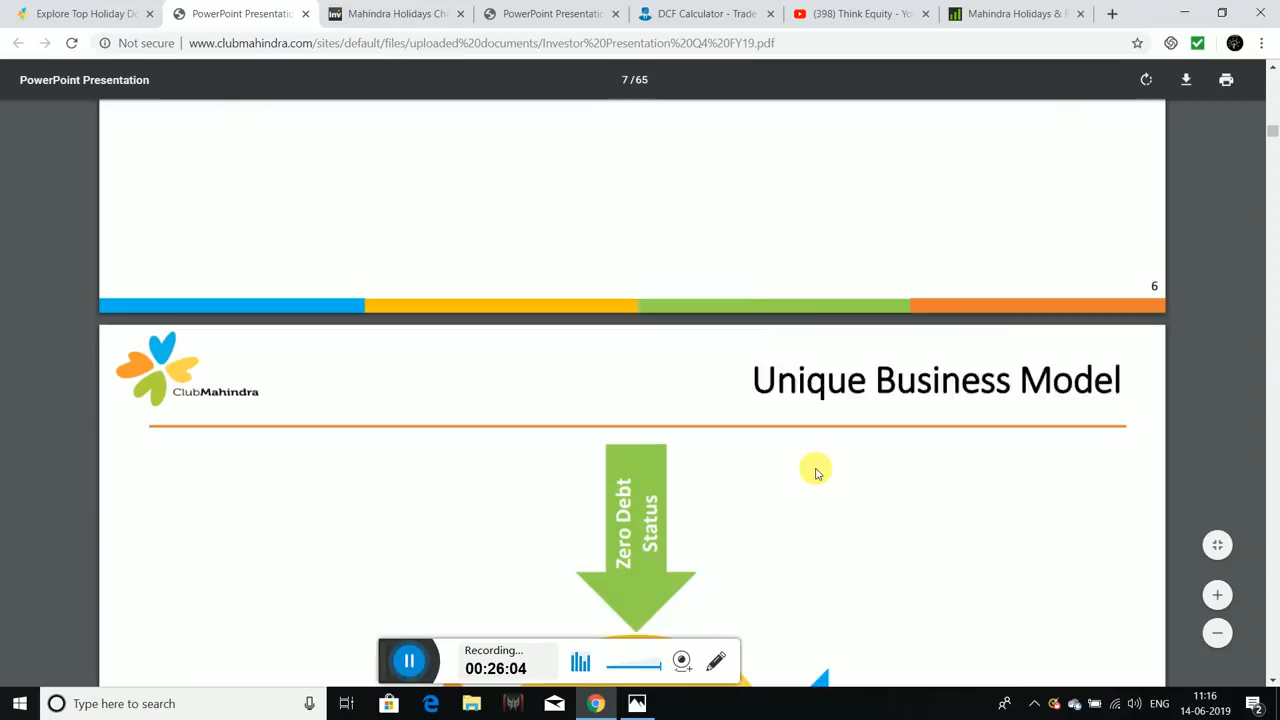 Explore Top Holiday De
PowerPoint Presentatio
Mahindra Holidays Cha
PowerPoint Presentatio
DCF Calculator - Trade
(398) Think Equity - Yo
Mahindra Holidays & R
Not secure
www.clubmahindra.com/sites/default/files/uploaded%20documents/Investor%20Presentation%20Q4%20FY19.pdf
PowerPoint Presentation
7 / 65
6
ClubMahindra
Unique Business Model
Zero Debt
Status
Recording...
00:26:04
Type here to search
ENG
11:16
14-06-2019
2